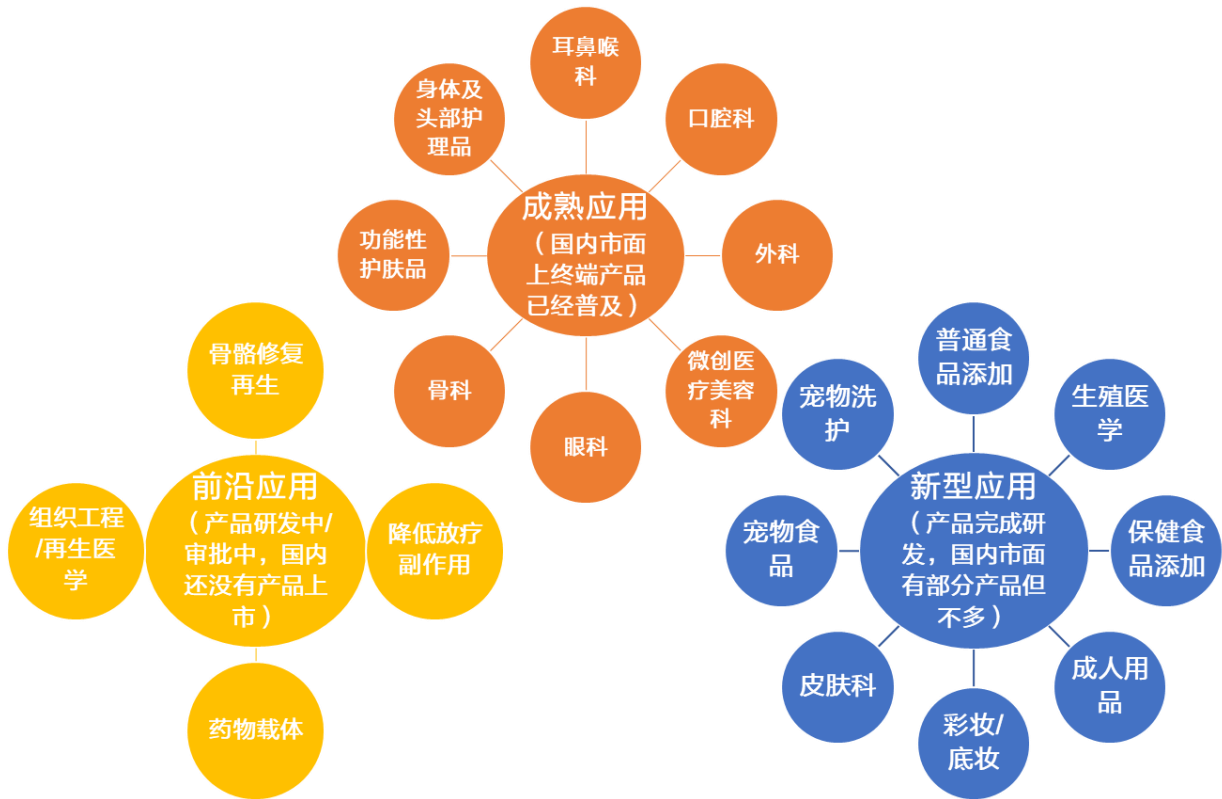 耳鼻喉
科
口腔科
外科
微创医
疗美容
科
眼科
骨科
功能性
护肤品
身体及
头部护
理品
成熟应用
（国内市面
上终端产品
已经普及）
骨骼修复
再生
降低放疗
副作用
药物载体
组织工程
/再生医
学
前沿应用
（产品研发中/
审批中，国内
还没有产品上
市）
普通食
品添加
生殖医
学
保健食
品添加
成人用
品
彩妆/
底妆
皮肤科
宠物食
品
宠物洗
护
新型应用
（产品完成研
发，国内市面
有部分产品但
不多）